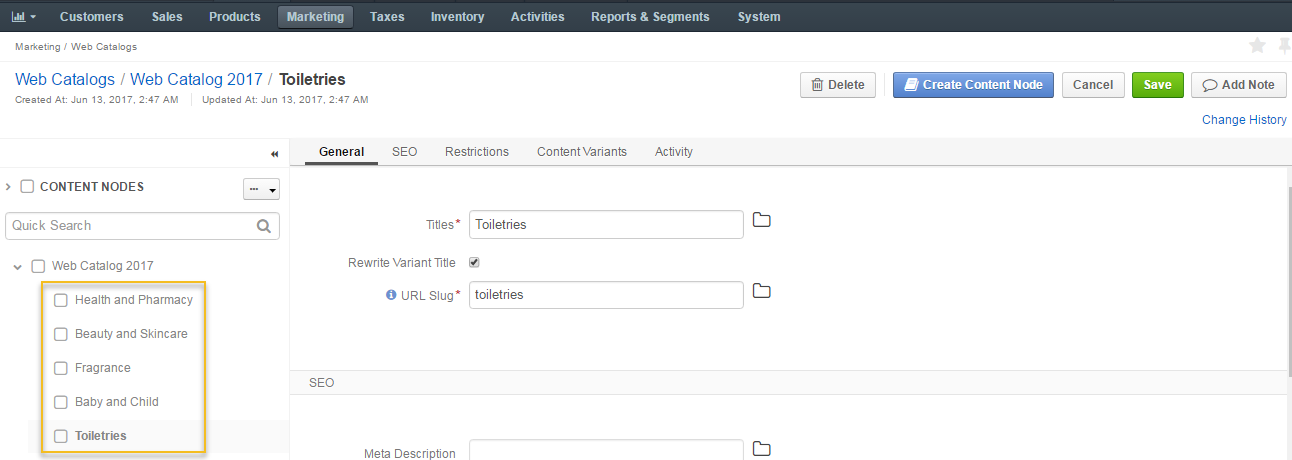 Customers Sales Products Marketing Taxes Inventory Activities Reports & Segments System
Marketing / Web Catalogs
Web Catalogs / Web Catalog 2017 / Toiletries
Delete Create Content Node Cancel Save Add Note
Created At: Jun 13, 2017, 2:47 AM Updated At: Jun 13, 2017, 2:47 AM
Change History
General SEO Restrictions Content Variants Activity
CONTENT NODES
...
Quick Search
Web Catalog 2017
Health and Pharmacy
Beauty and Skincare
Fragrance
Baby and Child
Toiletries
Titles* Toiletries
Rewrite Variant Title
URL Slug* toiletries
SEO
Meta Description